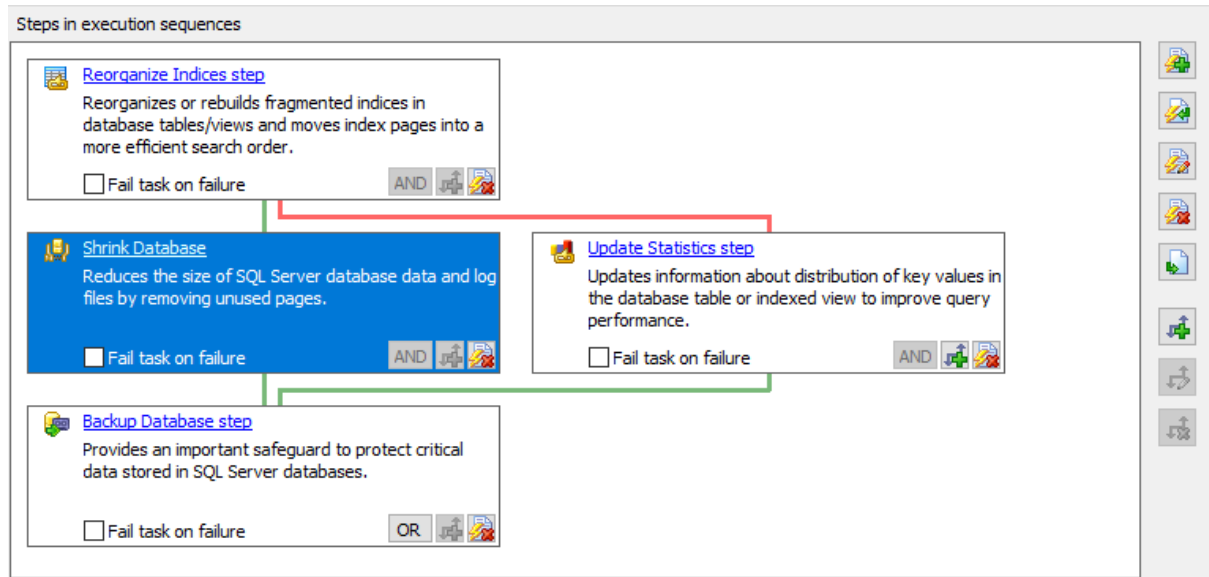 Steps in execution sequences
Reorganize Indices step
Reorganizes or rebuilds fragmented indices in
database tables/views and moves index pages into a
more efficient search order.
Fail task on failure
AND
Shrink Database
Reduces the size of SQL Server database data and log
files by removing unused pages.
Fail task on failure
AND
Update Statistics step
Updates information about distribution of key values in
the database table or indexed view to improve query
performance.
Fail task on failure
AND
Backup Database step
Provides an important safeguard to protect critical
data stored in SQL Server databases.
Fail task on failure
OR